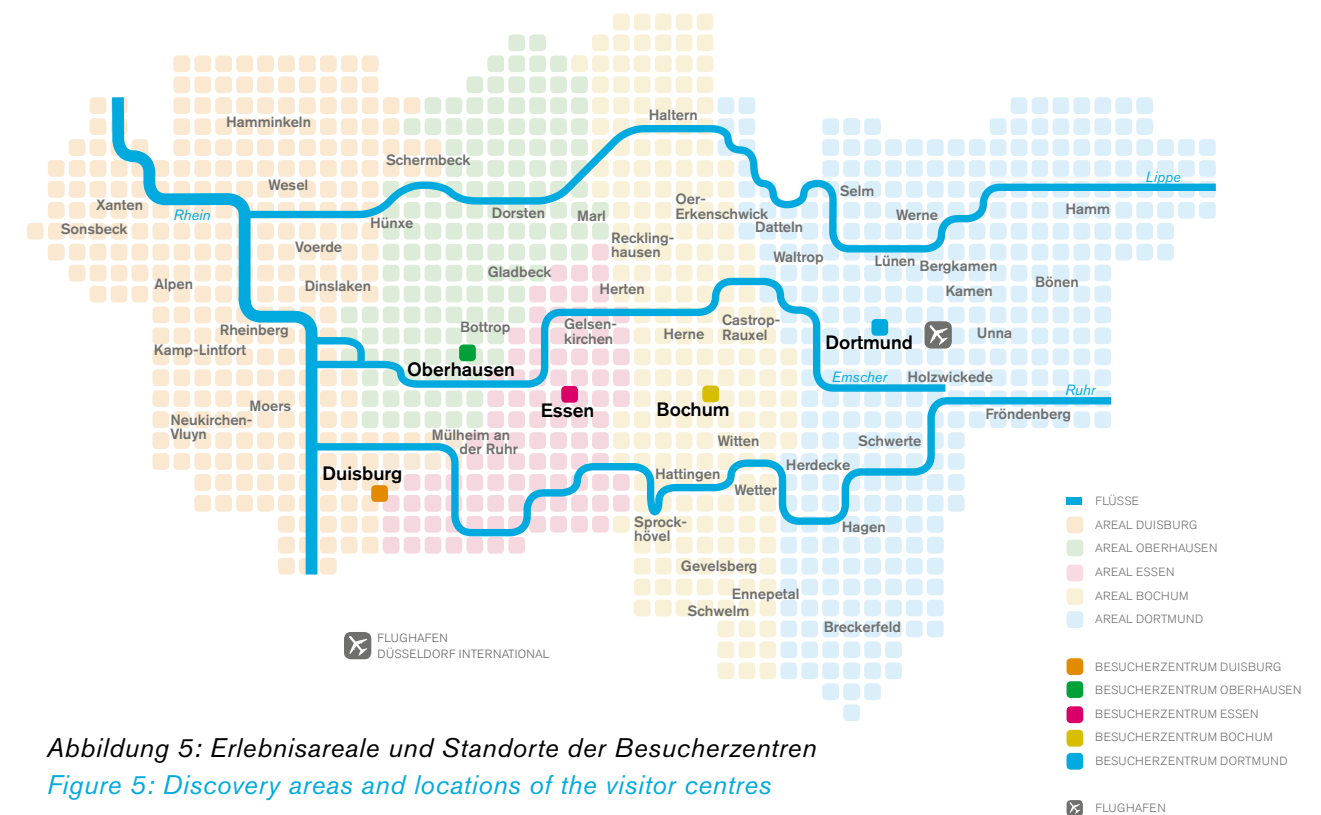 Haltern
Hamminkeln
Schermbeck
Wesel
Lippe
Selm
Xanten
Rhein
Oer-
Erkenschwick
Dorsten
Marl
Werne
Hamm
Sonsbeck
Hünxe
Datteln
Voerde
Reckling-
hausen
Waltrop
Lünen
Bergkamen
Gladbeck
Alpen
Dinslaken
Herten
Kamen
Bönen
Rheinberg
Bottrop
Gelsen-
kirchen
Herne
Castrop-
Rauxel
Dortmund
Unna
Kamp-Lintfort
Oberhausen
Emscher
Holzwickede
Ruhr
Moers
Essen
Bochum
Fröndenberg
Neukirchen-
Vluyn
Mülheim an
der Ruhr
Witten
Schwerte
Duisburg
Hattingen
Herdecke
Wetter
Sprock-
hövel
Hagen
Gevelsberg
Ennepetal
Schwelm
Breckerfeld
FLUGHAFEN
DÜSSELDORF INTERNATIONAL
FLÜSSE
AREAL DUISBURG
AREAL OBERHAUSEN
AREAL ESSEN
AREAL BOCHUM
AREAL DORTMUND
BESUCHERZENTRUM DUISBURG
BESUCHERZENTRUM OBERHAUSEN
BESUCHERZENTRUM ESSEN
BESUCHERZENTRUM BOCHUM
BESUCHERZENTRUM DORTMUND
FLUGHAFEN
Abbildung 5: Erlebnisareale und Standorte der Besucherzentren
Figure 5: Discovery areas and locations of the visitor centres